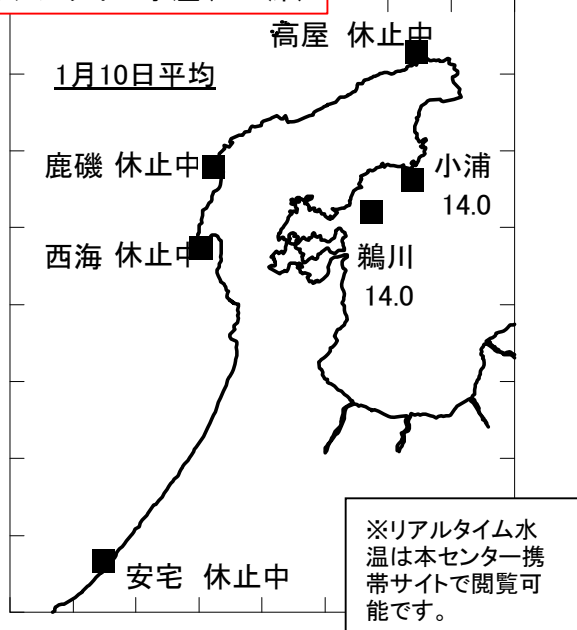 高屋 休止中
1月10日平均
鹿磯 休止中
小浦
14.0
西海 休止中
鵜川
14.0
安宅 休止中
※リアルタイム水
温は本センター携
帯サイトで閲覧可
能です。